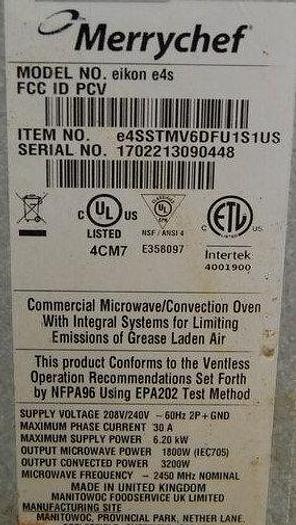 Merrychef
MODEL NO. eikon e4s
FCC ID PCV
ITEM NO. e4SSTMV6DFU1S1US
SERIAL NO. 1702213090448
C UL US
LISTED
4CM7
CLASSIFIED
UL
EPH
NSF / ANSI 4
E358097
C ETL US
Intertek
4001900
Commercial Microwave/Convection Oven
With Integral Systems for Limiting
Emissions of Grease Laden Air
This product Conforms to the Ventless
Operation Recommendations Set Forth
by NFPA96 Using EPA202 Test Method
SUPPLY VOLTAGE 208V/240V - 60Hz 2P + GND
MAXIMUM PHASE CURRENT 30 A
MAXIMUM SUPPLY POWER 6.20 kW
OUTPUT MICROWAVE POWER 1800W (IEC705)
OUTPUT CONVECTED POWER 3200W
MICROWAVE FREQUENCY - 2450 MHz NOMINAL
MADE IN UNITED KINGDOM
MANITOWOC FOODSERVICE UK LIMITED
MANUFACTURING SITE
MANITOWOC, PROVINCIAL PARK, NETHER LANE,